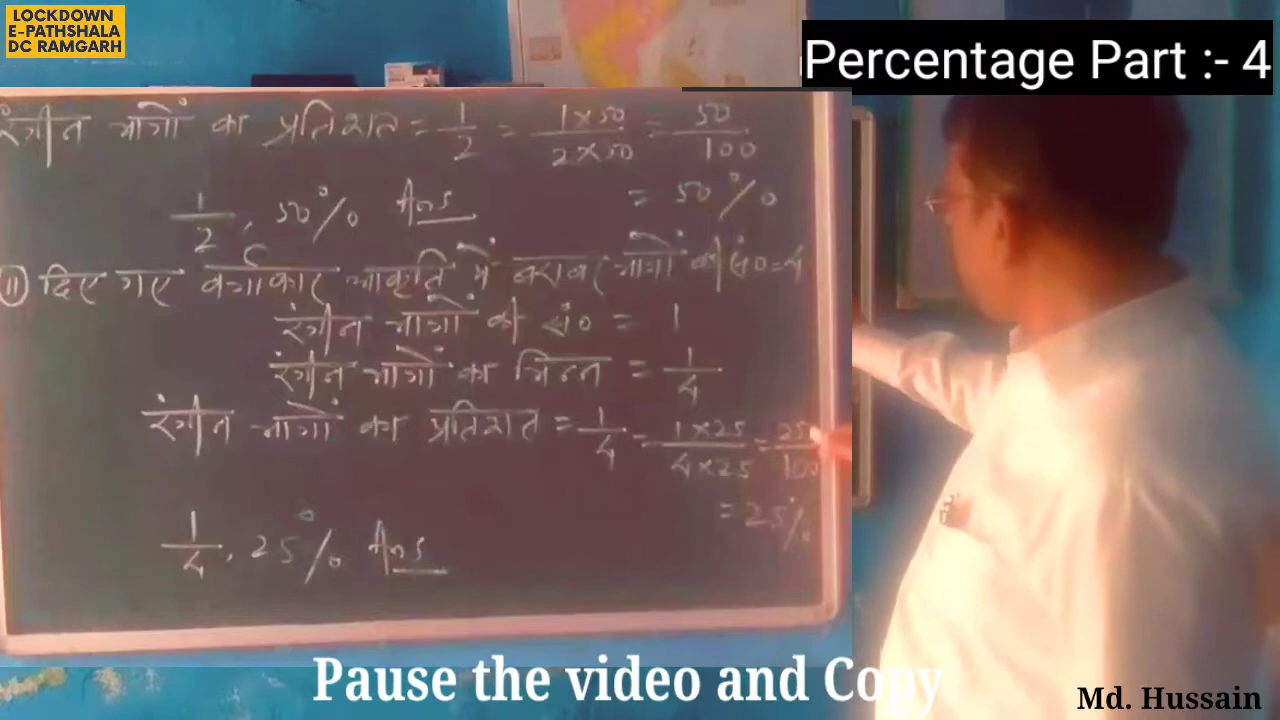 LOCKDOWN
E-PATHSHALA
DC RAMGARH
Percentage Part :- 4
रंगीन भागों का प्रतिशत = 1/2 = 1×50/2×50 = 50/100
= 50%
1/2, 50% Ans
(ii) दिए गए वर्गाकार आकृति में बराबर भागों की सं० = 4
रंगीन भागों की सं० = 1
रंगीन भागों का भिन्न = 1/4
रंगीन भागों का प्रतिशत = 1/4 = 1×25/4×25 = 25/100
= 25%
1/4, 25% Ans
Pause the video and Copy
Md. Hussain